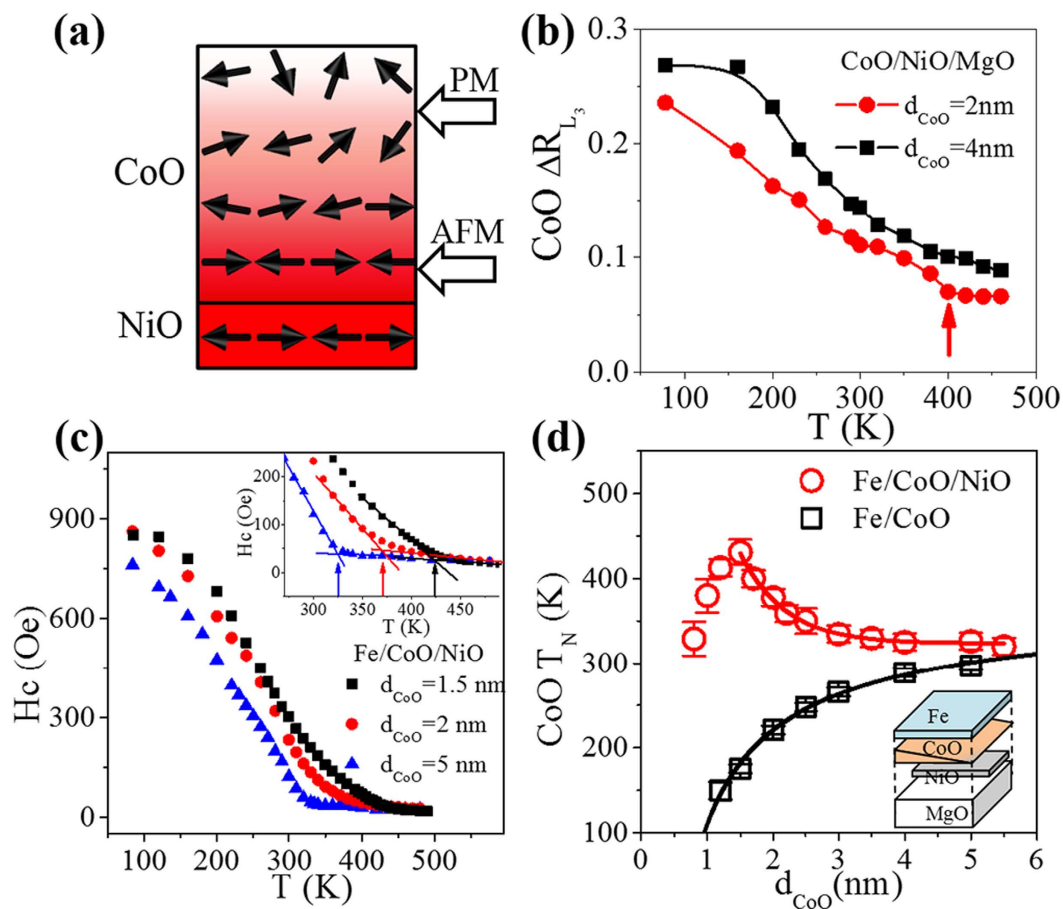 (a)
PM
CoO
AFM
NiO
(b)
0.3
0.2
0.1
0.0
CoO ΔR_L₃
CoO/NiO/MgO
d_CoO=2nm
d_CoO=4nm
100 200 300 400 500
T (K)
(c)
900
600
300
0
Hc (Oe)
200
100
0
Hc (Oe)
300 350 400 450
T (K)
Fe/CoO/NiO
d_CoO=1.5 nm
d_CoO=2 nm
d_CoO=5 nm
100 200 300 400 500
T (K)
(d)
500
400
300
200
100
CoO T_N (K)
Fe/CoO/NiO
Fe/CoO
Fe
CoO
NiO
MgO
0 1 2 3 4 5 6
d_CoO(nm)